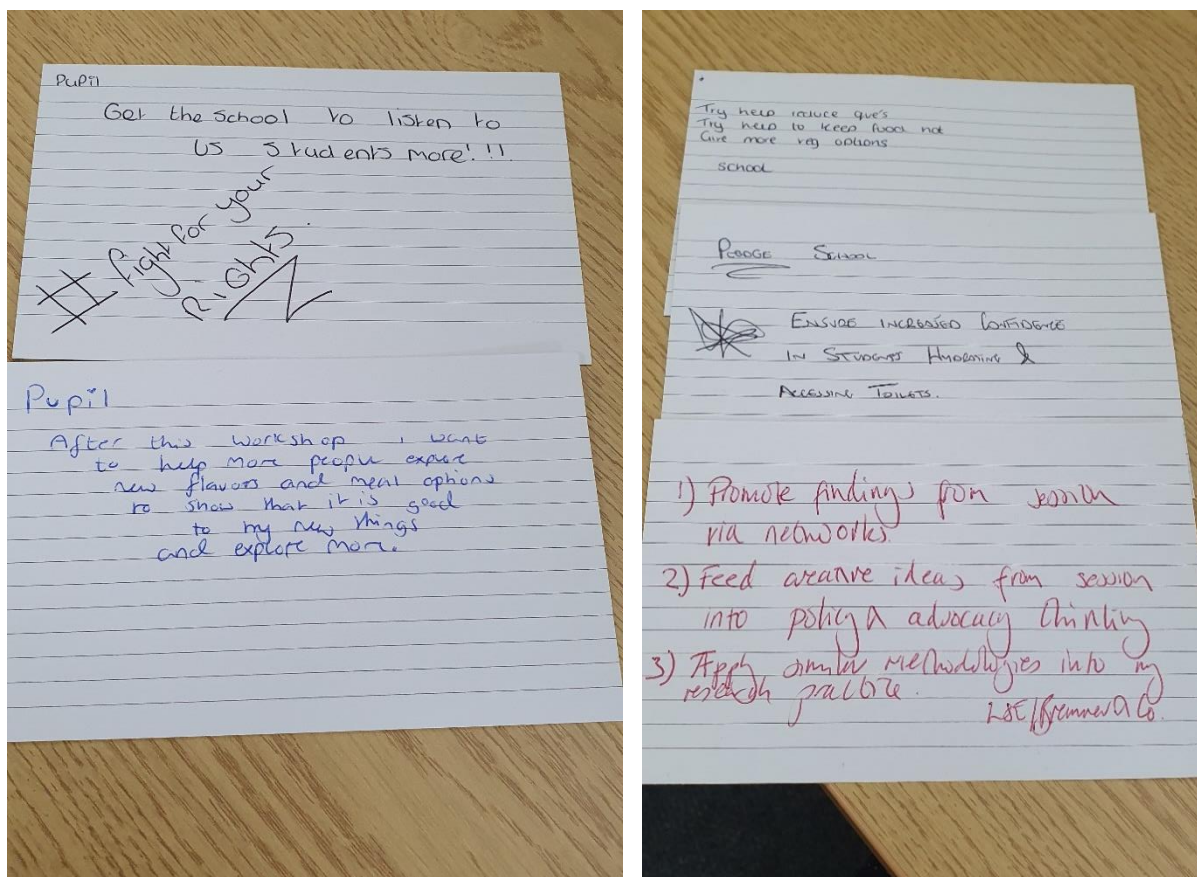 Pupil
Get the school to listen to
us students more!!!
# fight for your
Rights.
Pupil
After this workshop i want
to help more people expore
new flavors and meal options
to show that it is good
to try new things
and explore more.
Try help reduce que's
Try help to keep food hot
Give more veg options
school
PLEDGE SCHOOL
ENSURE INCREASED CONFIDENCE
IN STUDENTS HYDRATING &
ACCESSING TOILETS.
1) Promote findings from session
via networks.
2) Feed creative ideas from session
into policy & advocacy thinking
3) Apply similar methodologies into my
research practice.
LSE/Bremner & Co.